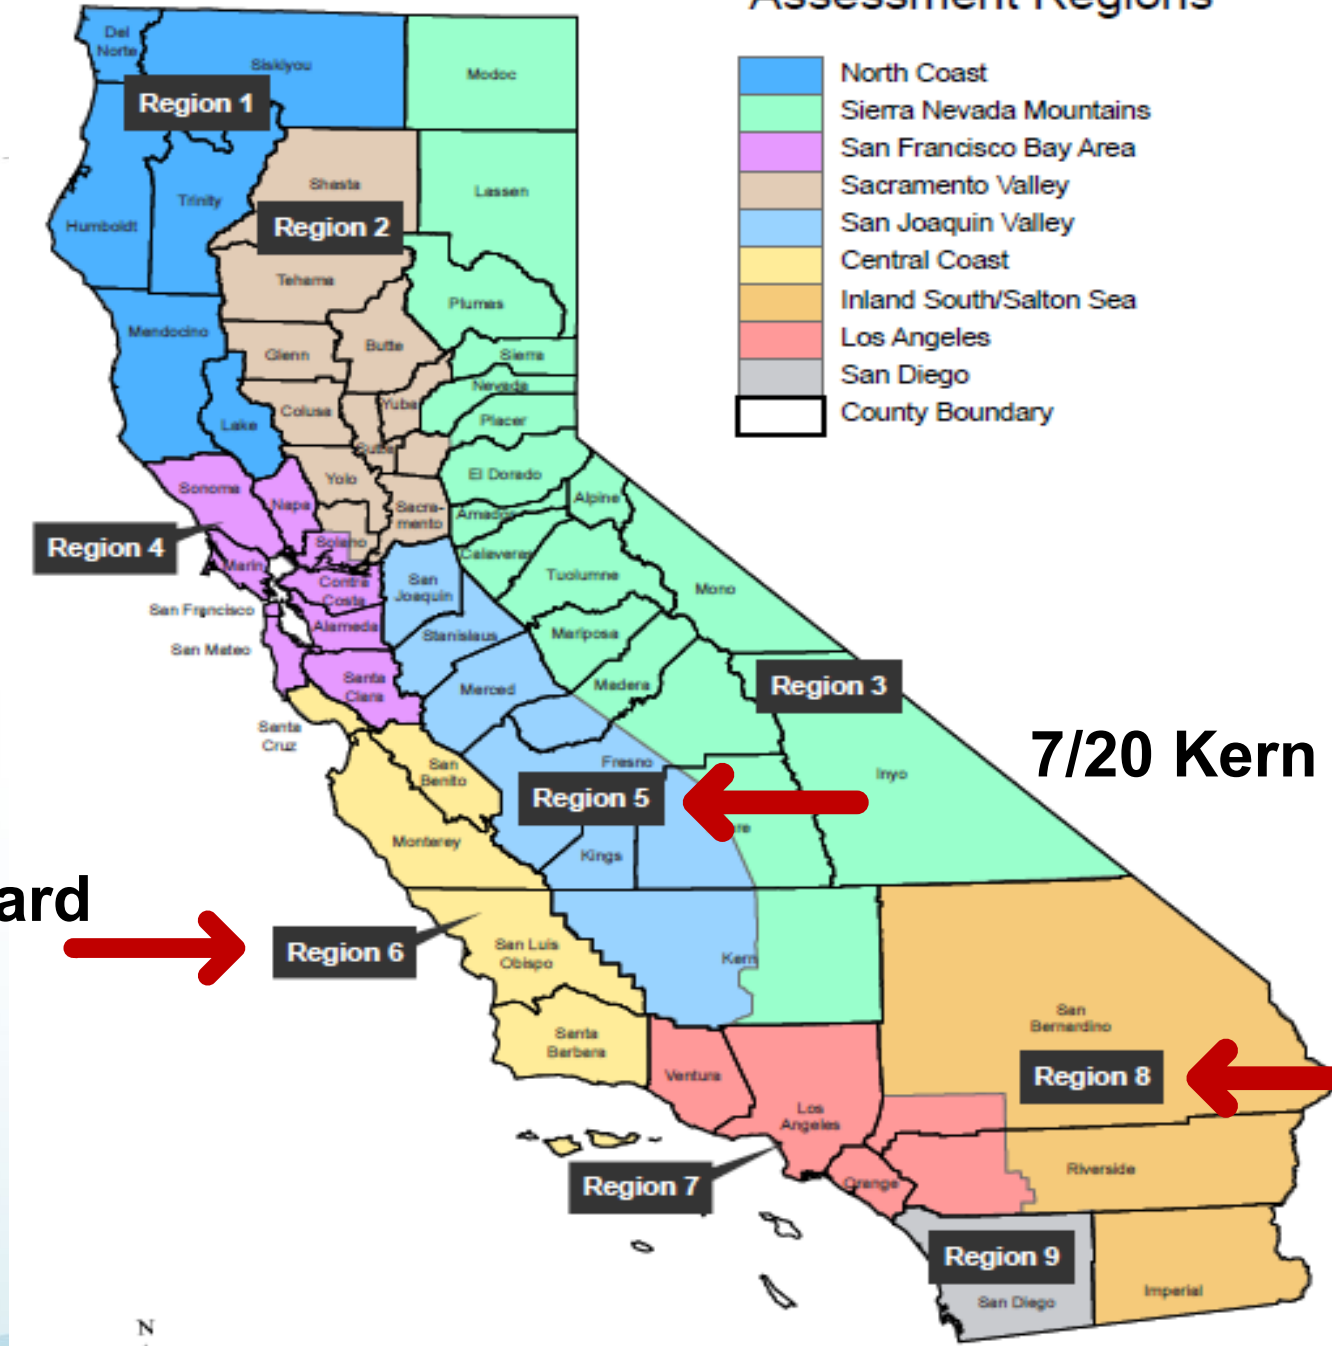 Assessment Regions
North Coast
Sierra Nevada Mountains
San Francisco Bay Area
Sacramento Valley
San Joaquin Valley
Central Coast
Inland South/Salton Sea
Los Angeles
San Diego
County Boundary
Del
Norte
Siskiyou
Modoc
Region 1
Shasta
Lassen
Trinity
Humboldt
Region 2
Tehama
Plumas
Mendocino
Butte
Glenn
Sierra
Nevada
Colusa
Yuba
Placer
Lake
Sutter
El Dorado
Yolo
Sonoma
Napa
Alpine
Sacra-
mento
Amador
Region 4
Solano
Calaveras
Marin
Tuolumne
Contra
Costa
San
Joaquin
Mono
San Francisco
Alameda
Stanislaus
Mariposa
San Mateo
Santa
Clara
Merced
Madera
Region 3
Santa
Cruz
7/20 Kern
San
Benito
Fresno
Inyo
Region 5
re
Monterey
Kings
ard
Region 6
San Luis
Obispo
Kern
Santa
Barbara
San
Bernardino
Ventura
Region 8
Los
Angeles
Riverside
Region 7
Orange
Region 9
San Diego
Imperial
N